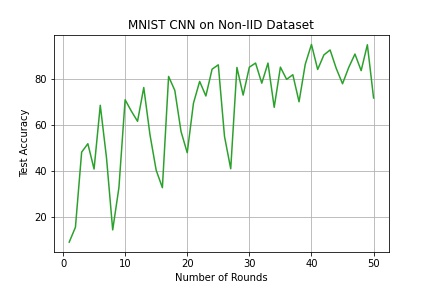 MNIST CNN on Non-IID Dataset
80
60
40
20
Test Accuracy
0 10 20 30 40 50
Number of Rounds